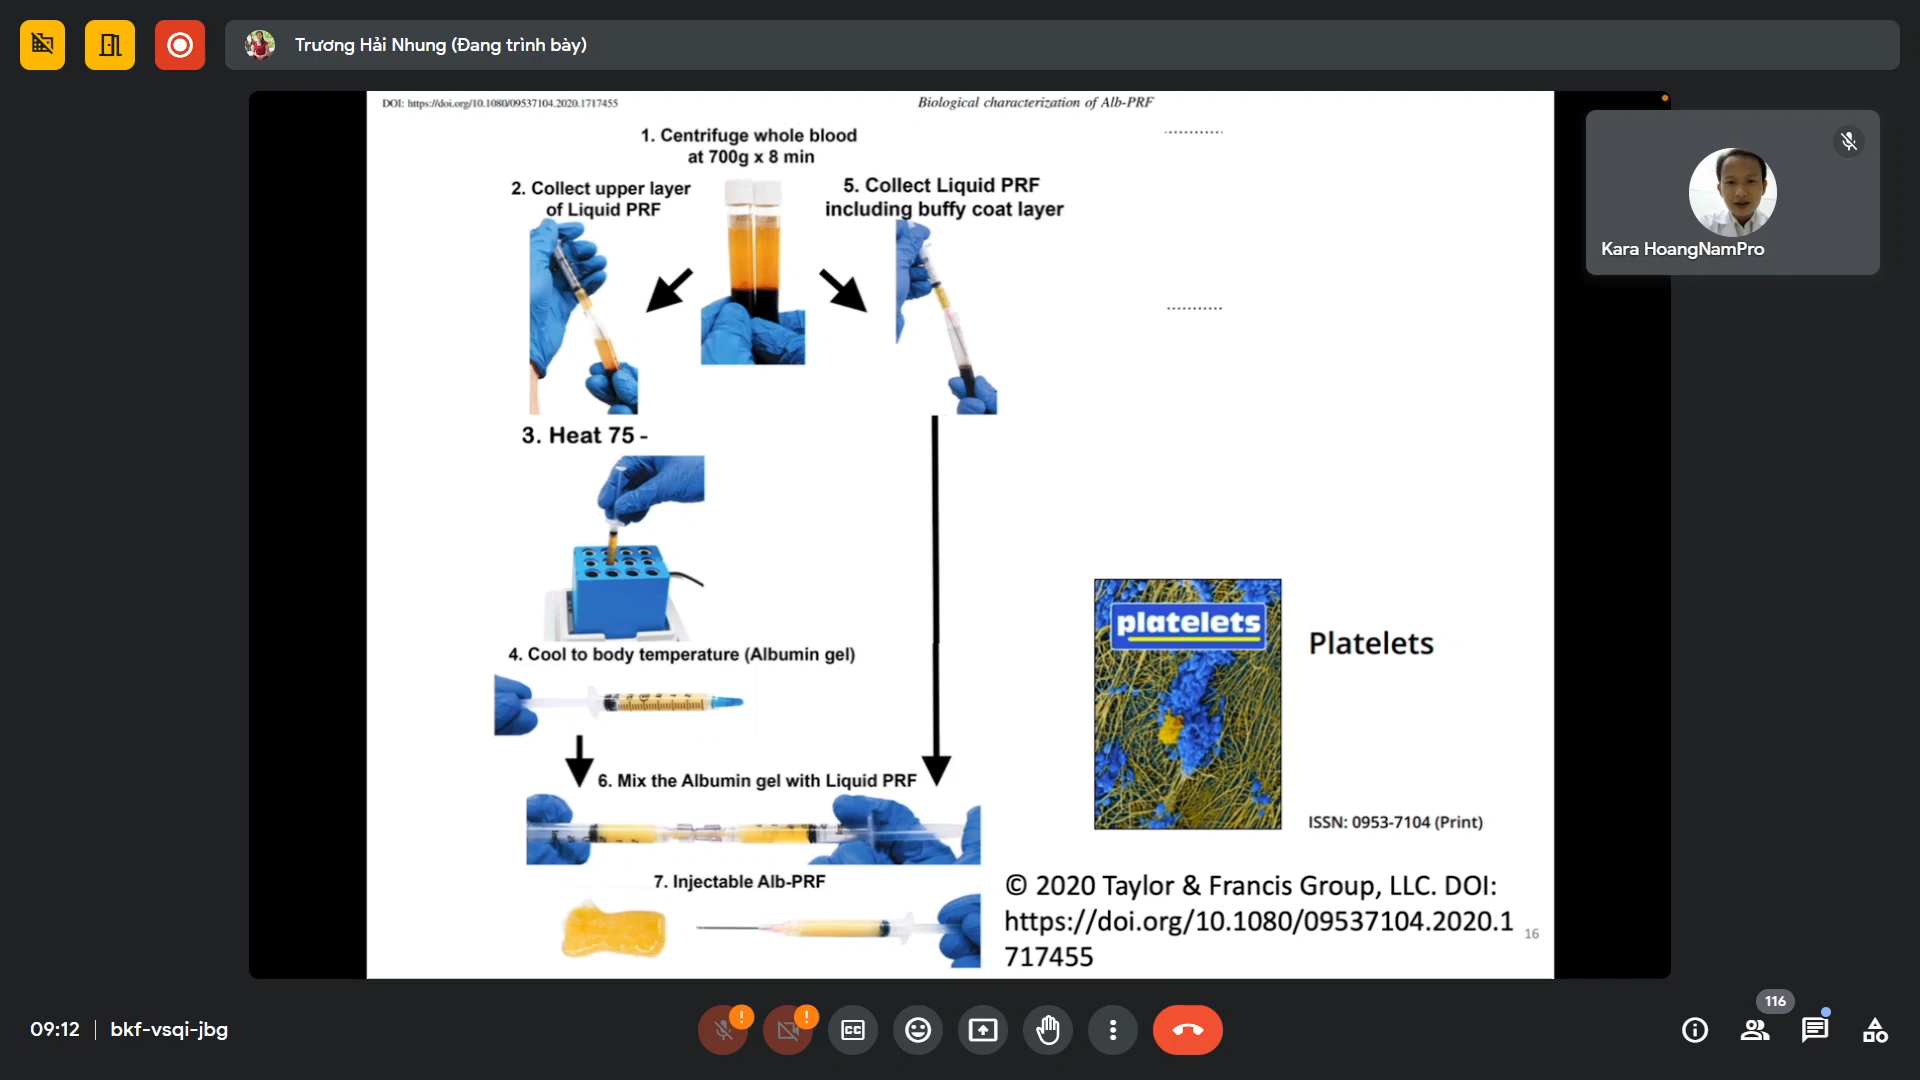 Trương Hải Nhung (Đang trình bày)
DOI: https://doi.org/10.1080/09537104.2020.1717455
Biological characterization of Alb-PRF
1. Centrifuge whole blood
at 700g x 8 min
2. Collect upper layer
of Liquid PRF
5. Collect Liquid PRF
including buffy coat layer
Kara HoangNamPro
3. Heat 75 -
4. Cool to body temperature (Albumin gel)
6. Mix the Albumin gel with Liquid PRF
7. Injectable Alb-PRF
platelets
Platelets
ISSN: 0953-7104 (Print)
© 2020 Taylor & Francis Group, LLC. DOI:
https://doi.org/10.1080/09537104.2020.1
717455
16
09:12
bkf-vsqi-jbg
116